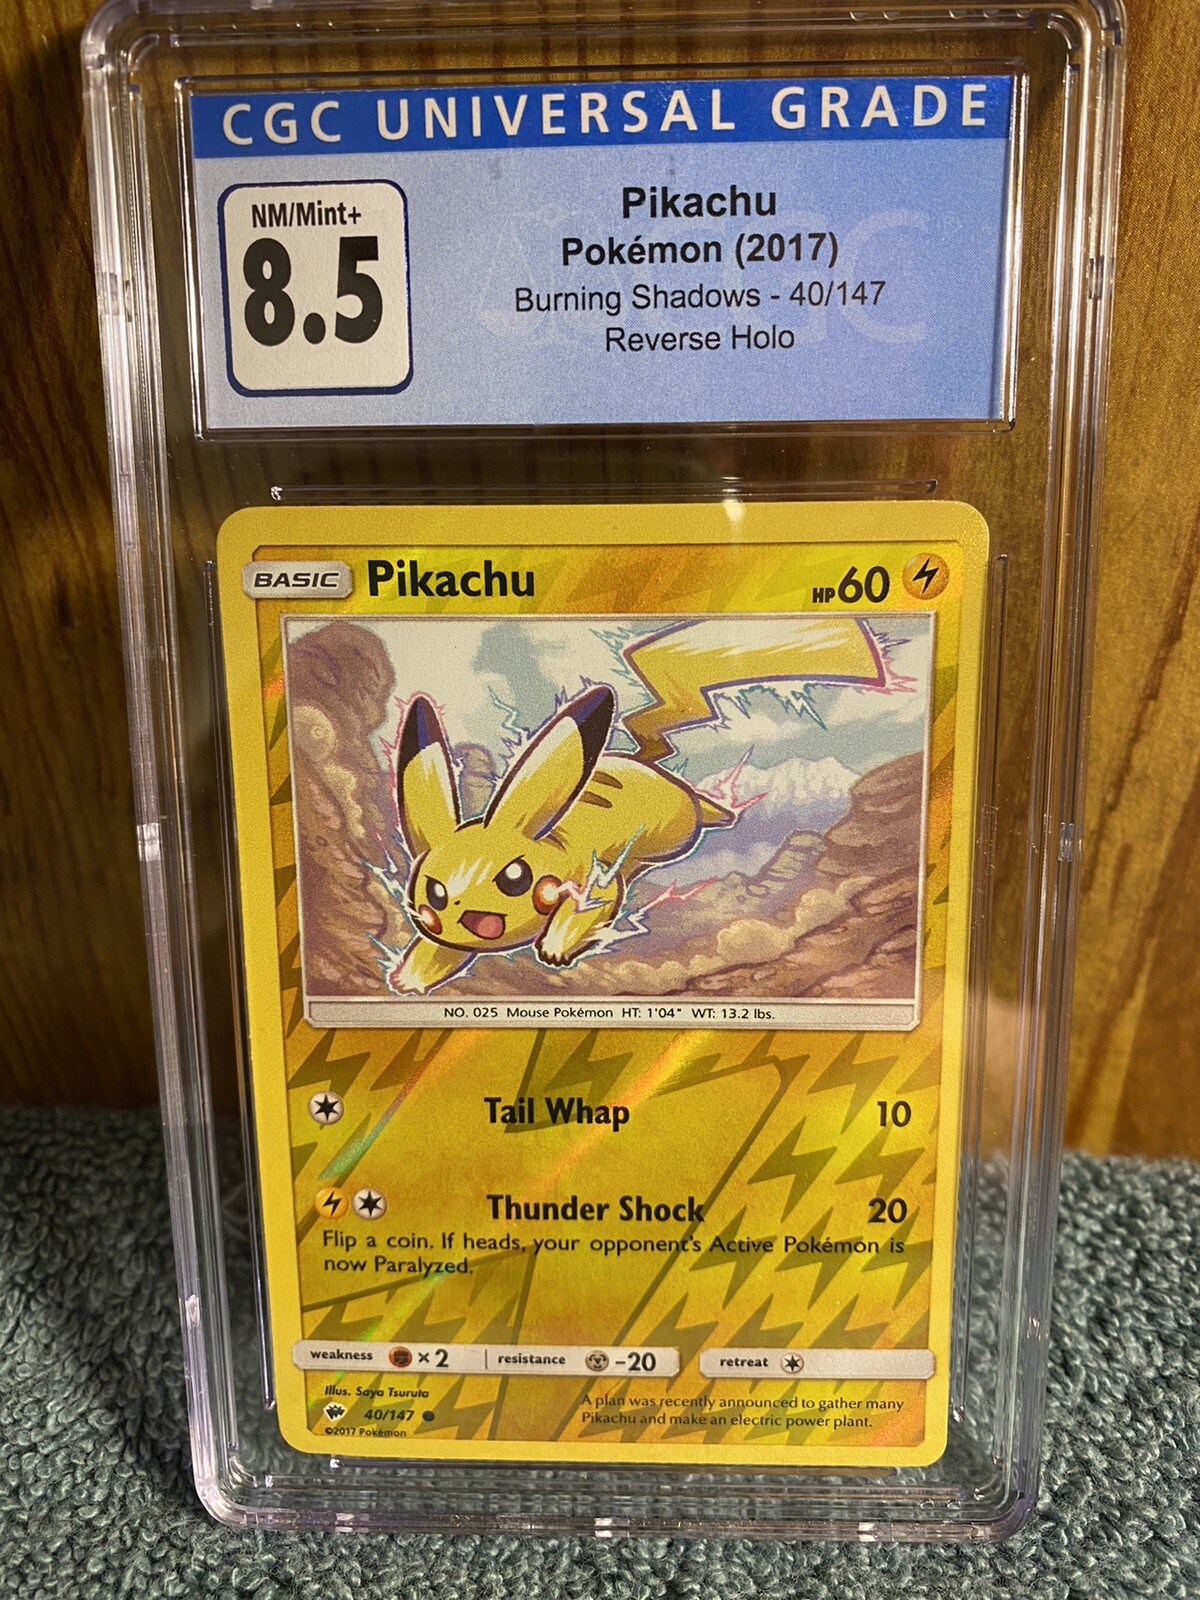 CGC UNIVERSAL GRADE
NM/Mint+
8.5
Pikachu
Pokémon (2017)
Burning Shadows - 40/147
Reverse Holo
BASIC Pikachu HP 60
NO. 025 Mouse Pokémon HT: 1'04" WT: 13.2 lbs.
Tail Whap 10
Thunder Shock 20
Flip a coin. If heads, your opponent's Active Pokémon is
now Paralyzed.
weakness ×2 resistance -20 retreat
Illus. Saya Tsuruta
40/147
©2017 Pokémon
A plan was recently announced to gather many
Pikachu and make an electric power plant.